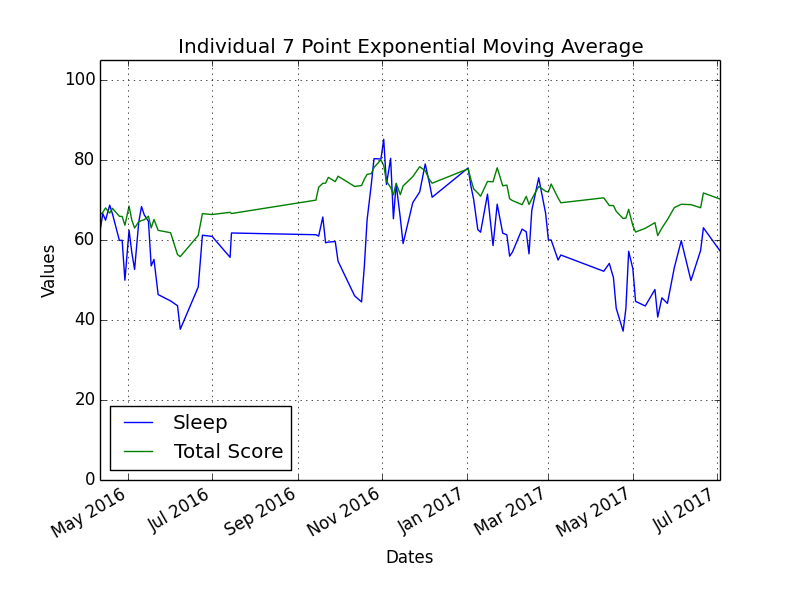 Individual 7 Point Exponential Moving Average
100
80
60
40
20
0
Values
Sleep
Total Score
May 2016
Jul 2016
Sep 2016
Nov 2016
Jan 2017
Mar 2017
May 2017
Jul 2017
Dates